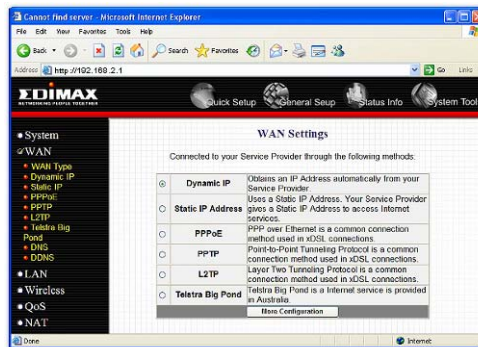 Cannot find server - Microsoft Internet Explorer
File Edit View Favorites Tools Help
Back Search Favorites
Address http://192.168.2.1 Go Links
EDIMAX
NETWORKING PEOPLE TOGETHER
Quick Setup General Seup Status Info System Tools
System
WAN
WAN Type
Dynamic IP
Static IP
PPPoE
PPTP
L2TP
Telstra Big
Pond
DNS
DDNS
LAN
Wireless
QoS
NAT
WAN Settings
Connected to your Service Provider through the following methods:
Dynamic IP Obtains an IP Address automatically from your
Service Provider.
Static IP Address Uses a Static IP Address. Your Service Provider
gives a Static IP Address to access Internet
services.
PPPoE PPP over Ethernet is a common connection
method used in xDSL connections.
PPTP Point-to-Point Tunneling Protocol is a common
connection method used in xDSL connections.
L2TP Layer Two Tunneling Protocol is a common
connection method used in xDSL connections.
Telstra Big Pond Telstra Big Pond is a Internet service is provided
in Australia.
More Configuration
Done Internet